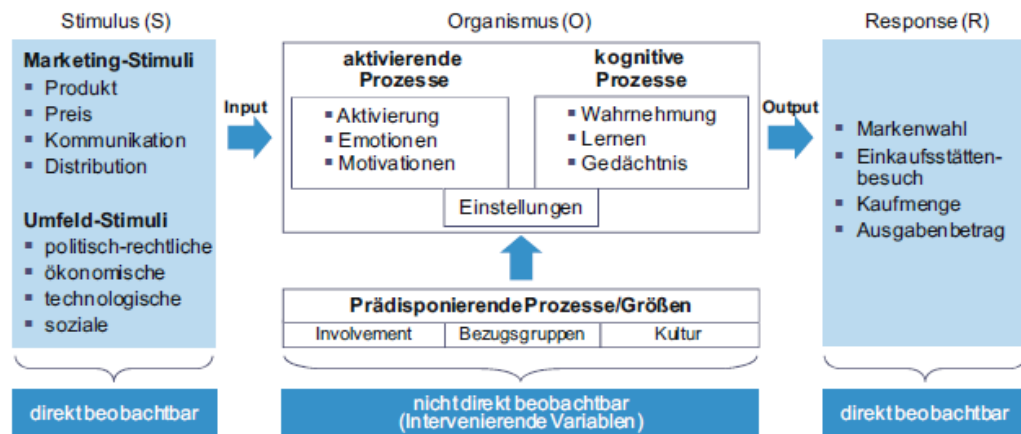 Stimulus (S)
Marketing-Stimuli
▪ Produkt
▪ Preis
▪ Kommunikation
▪ Distribution
Umfeld-Stimuli
▪ politisch-rechtliche
▪ ökonomische
▪ technologische
▪ soziale
direkt beobachtbar
Input
Organismus (O)
aktivierende
Prozesse
▪ Aktivierung
▪ Emotionen
▪ Motivationen
kognitive
Prozesse
▪ Wahrnehmung
▪ Lernen
▪ Gedächtnis
Einstellungen
Prädisponierende Prozesse/Größen
Involvement
Bezugsgruppen
Kultur
nicht direkt beobachtbar
(Intervenierende Variablen)
Output
Response (R)
▪ Markenwahl
▪ Einkaufsstätten-
besuch
▪ Kaufmenge
▪ Ausgabenbetrag
direkt beobachtbar